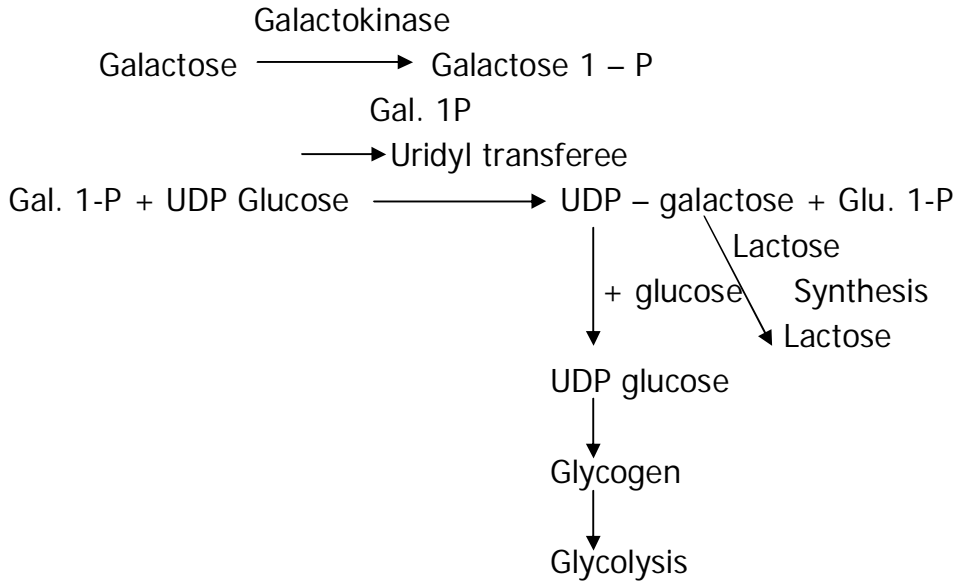 Galactokinase
Galactose Galactose 1 – P
Gal. 1P
Uridyl transferee
Gal. 1-P + UDP Glucose UDP – galactose + Glu. 1-P
Lactose
+ glucose Synthesis
Lactose
UDP glucose
Glycogen
Glycolysis